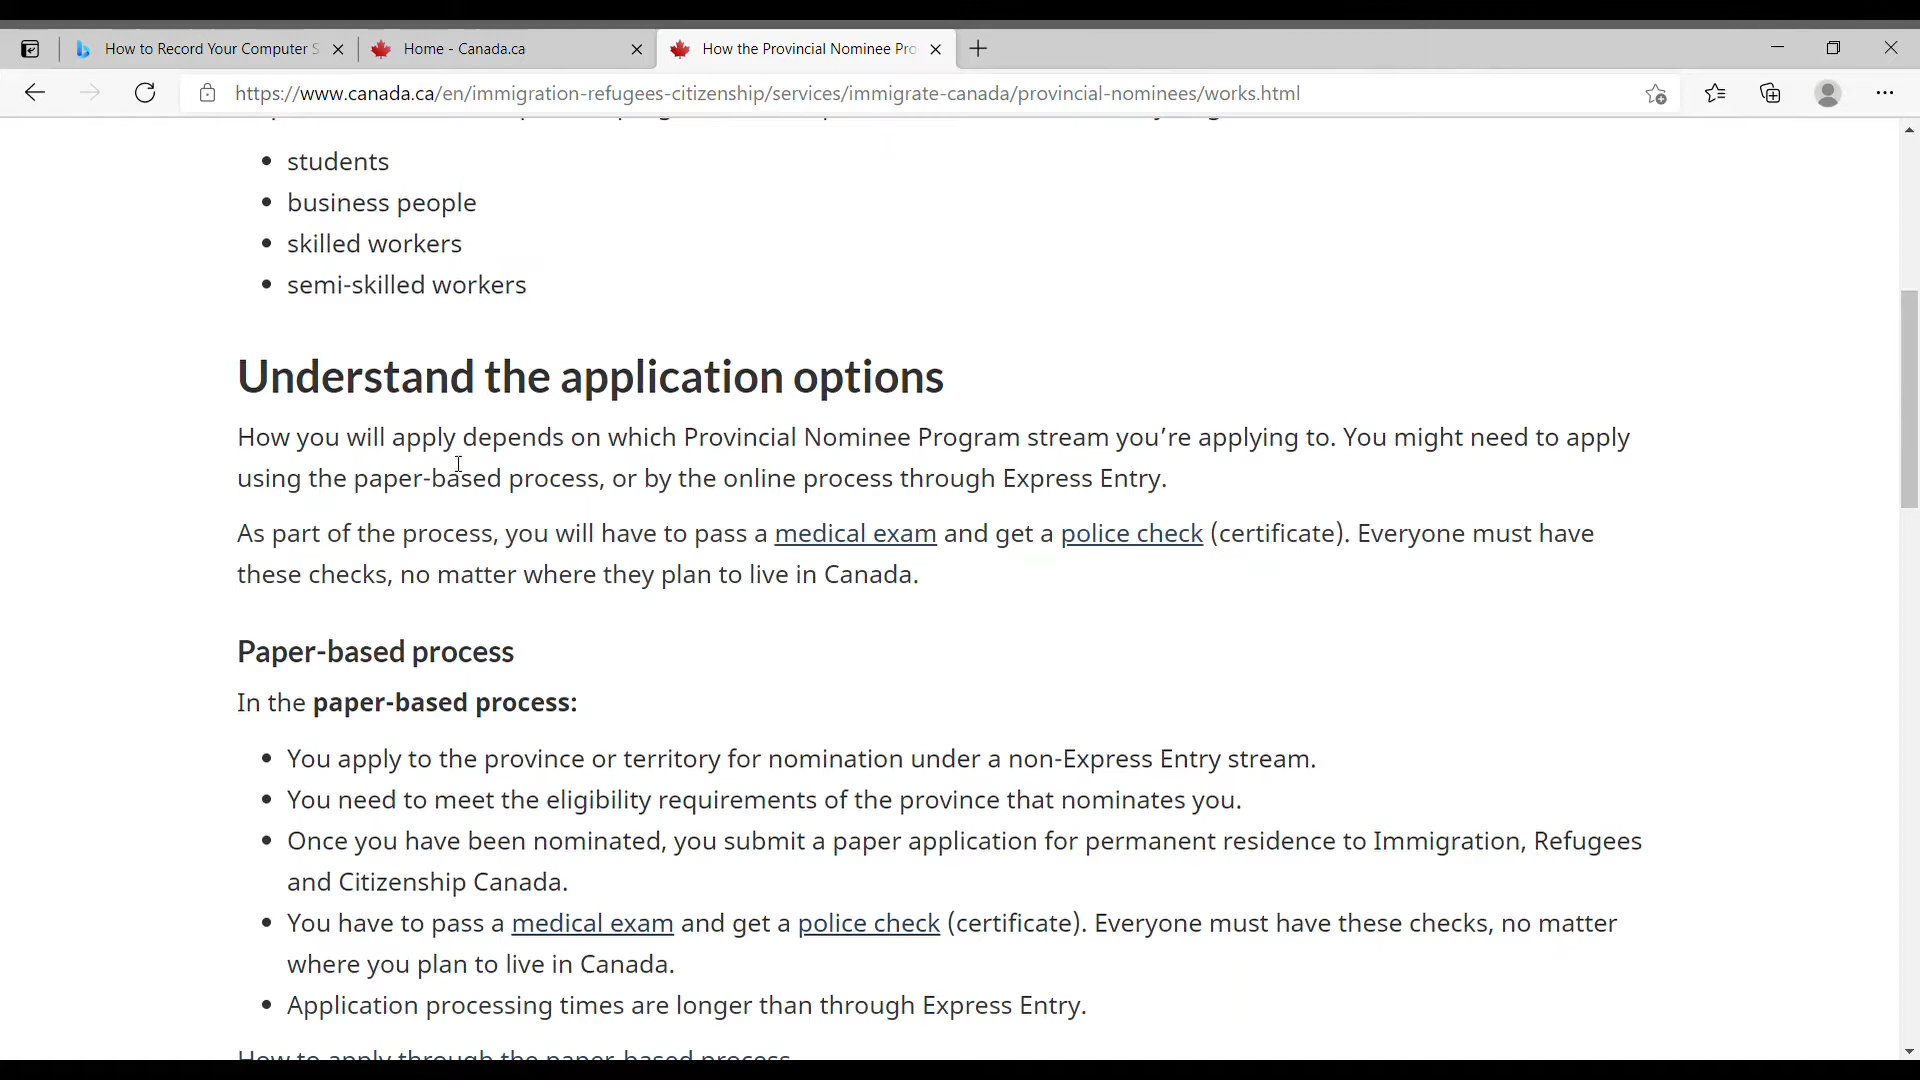 How to Record Your Computer S
Home - Canada.ca
How the Provincial Nominee Pro
https://www.canada.ca/en/immigration-refugees-citizenship/services/immigrate-canada/provincial-nominees/works.html
students
business people
skilled workers
semi-skilled workers
Understand the application options
How you will apply depends on which Provincial Nominee Program stream you’re applying to. You might need to apply
using the paper-based process, or by the online process through Express Entry.
As part of the process, you will have to pass a medical exam and get a police check (certificate). Everyone must have
these checks, no matter where they plan to live in Canada.
Paper-based process
In the paper-based process:
You apply to the province or territory for nomination under a non-Express Entry stream.
You need to meet the eligibility requirements of the province that nominates you.
Once you have been nominated, you submit a paper application for permanent residence to Immigration, Refugees
and Citizenship Canada.
You have to pass a medical exam and get a police check (certificate). Everyone must have these checks, no matter
where you plan to live in Canada.
Application processing times are longer than through Express Entry.
How to apply through the paper-based process